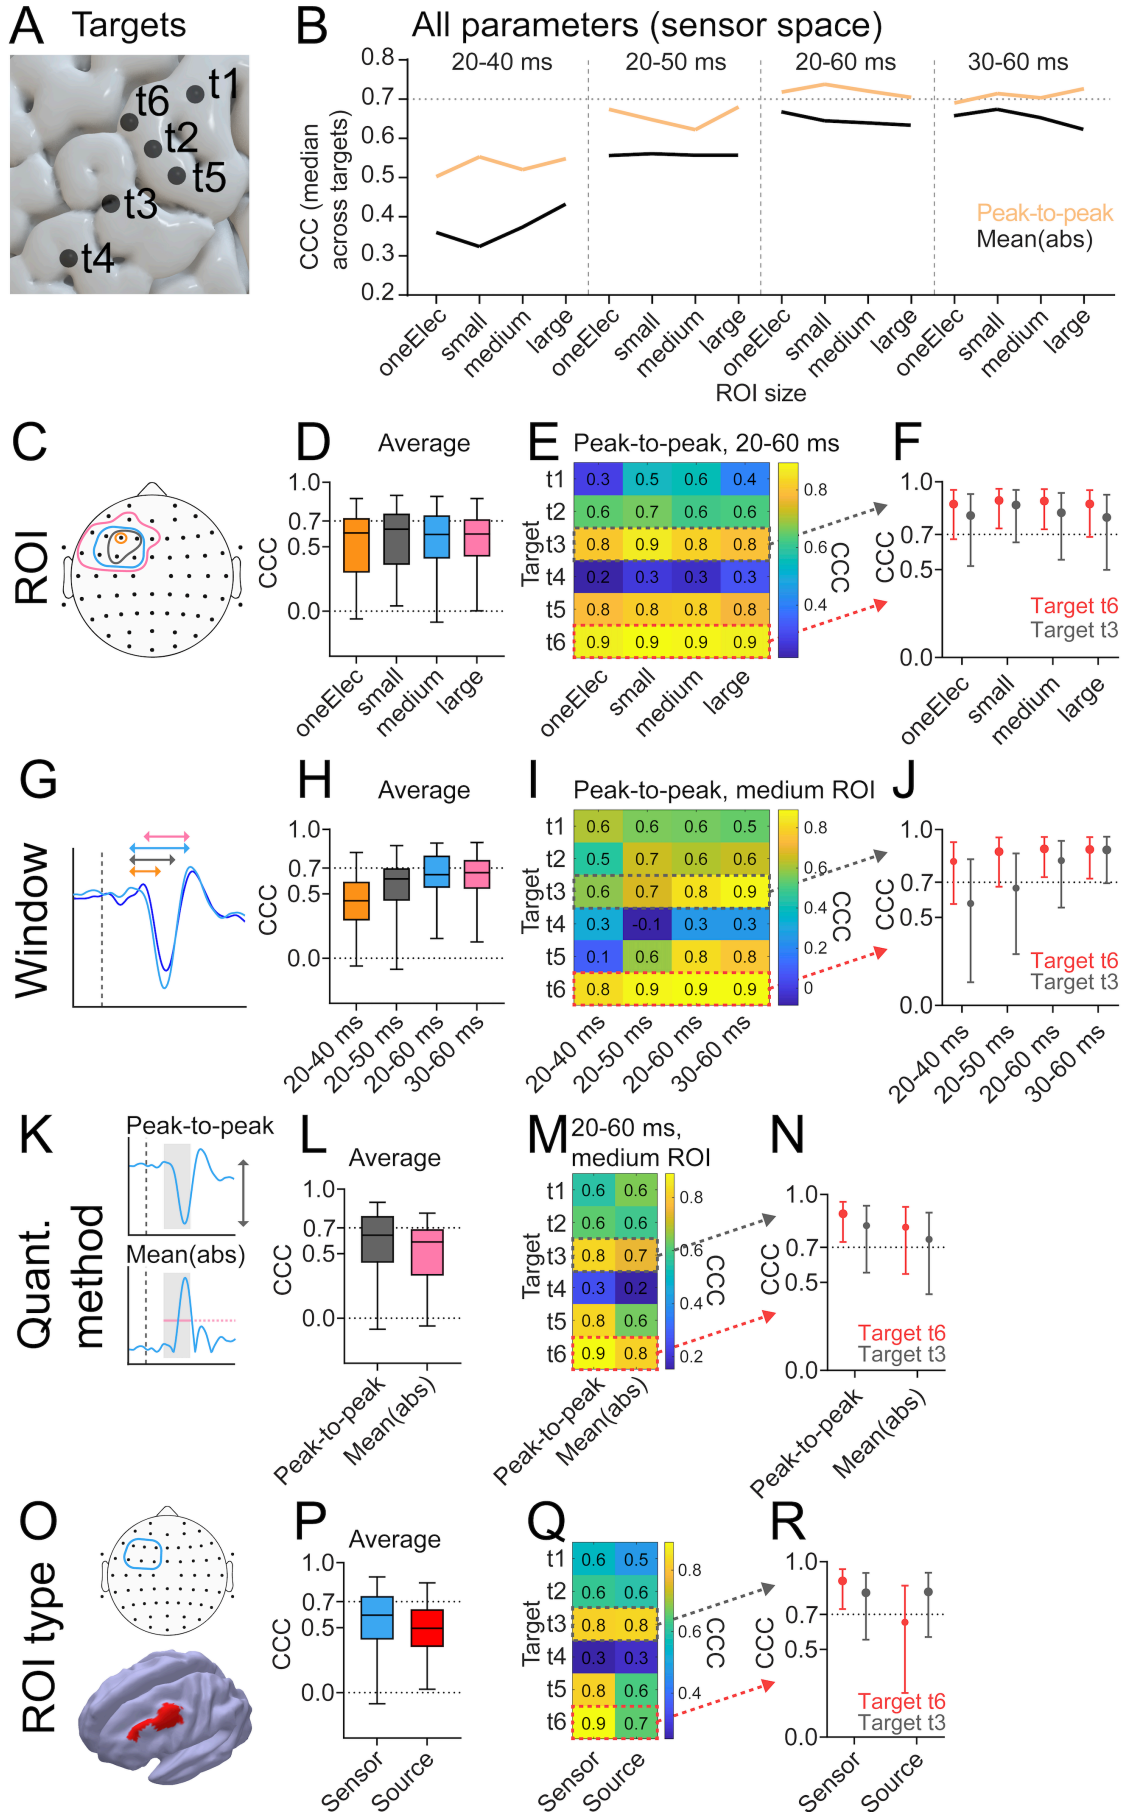 A Targets
t1
t6
t2
t5
t3
t4
B All parameters (sensor space)
20-40 ms 20-50 ms 20-60 ms 30-60 ms
CCC (median
across targets)
0.8
0.7
0.6
0.5
0.4
0.3
0.2
Peak-to-peak
Mean(abs)
oneElec small medium large oneElec small medium large oneElec small medium large oneElec small medium large
ROI size
C
ROI
D
Average
CCC
1.0
0.7
0.5
0.0
oneElec small medium large
E
Peak-to-peak, 20-60 ms
Target
t1 0.3 0.5 0.6 0.4
t2 0.6 0.7 0.6 0.6
t3 0.8 0.9 0.8 0.8
t4 0.2 0.3 0.3 0.3
t5 0.8 0.8 0.8 0.8
t6 0.9 0.9 0.9 0.9
oneElec small medium large
0.8
0.6
0.4
CCC
F
CCC
1.0
0.7
0.5
0.0
Target t6
Target t3
oneElec small medium large
G
Window
H
Average
CCC
1.0
0.7
0.5
0.0
20-40 ms 20-50 ms 20-60 ms 30-60 ms
I
Peak-to-peak, medium ROI
Target
t1 0.6 0.6 0.6 0.5
t2 0.5 0.7 0.6 0.6
t3 0.6 0.7 0.8 0.9
t4 0.3 -0.1 0.3 0.3
t5 0.1 0.6 0.8 0.8
t6 0.8 0.9 0.9 0.9
20-40 ms 20-50 ms 20-60 ms 30-60 ms
0.8
0.6
0.4
0.2
0
CCC
J
CCC
1.0
0.7
0.5
0.0
Target t6
Target t3
20-40 ms 20-50 ms 20-60 ms 30-60 ms
K
Quant.
method
Peak-to-peak
Mean(abs)
L
Average
CCC
1.0
0.7
0.5
0.0
Peak-to-peak Mean(abs)
M
20-60 ms,
medium ROI
Target
t1 0.6 0.6
t2 0.6 0.6
t3 0.8 0.7
t4 0.3 0.2
t5 0.8 0.6
t6 0.9 0.8
Peak-to-peak Mean(abs)
0.8
0.6
0.4
0.2
CCC
N
CCC
1.0
0.7
0.5
0.0
Target t6
Target t3
Peak-to-peak Mean(abs)
O
ROI type
P
Average
CCC
1.0
0.7
0.5
0.0
Sensor Source
Q
Target
t1 0.6 0.5
t2 0.6 0.6
t3 0.8 0.8
t4 0.3 0.3
t5 0.8 0.6
t6 0.9 0.7
Sensor Source
0.8
0.6
0.4
CCC
R
CCC
1.0
0.7
0.5
0.0
Target t6
Target t3
Sensor Source